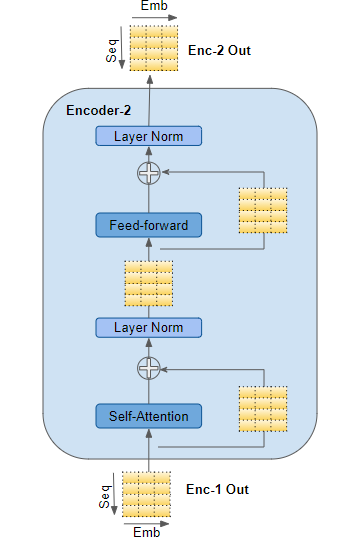 Emb
Seq
Enc-2 Out
Encoder-2
Layer Norm
Feed-forward
Layer Norm
Self-Attention
Seq
Enc-1 Out
Emb